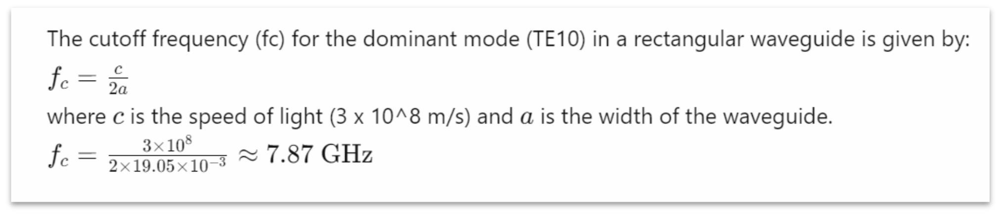 The cutoff frequency (fc) for the dominant mode (TE10) in a rectangular waveguide is given by:
$f_c = \frac{c}{2a}$
where $c$ is the speed of light (3 x 10^8 m/s) and $a$ is the width of the waveguide.
$f_c = \frac{3 \times 10^8}{2 \times 19.05 \times 10^{-3}} \approx 7.87 \text{ GHz}$